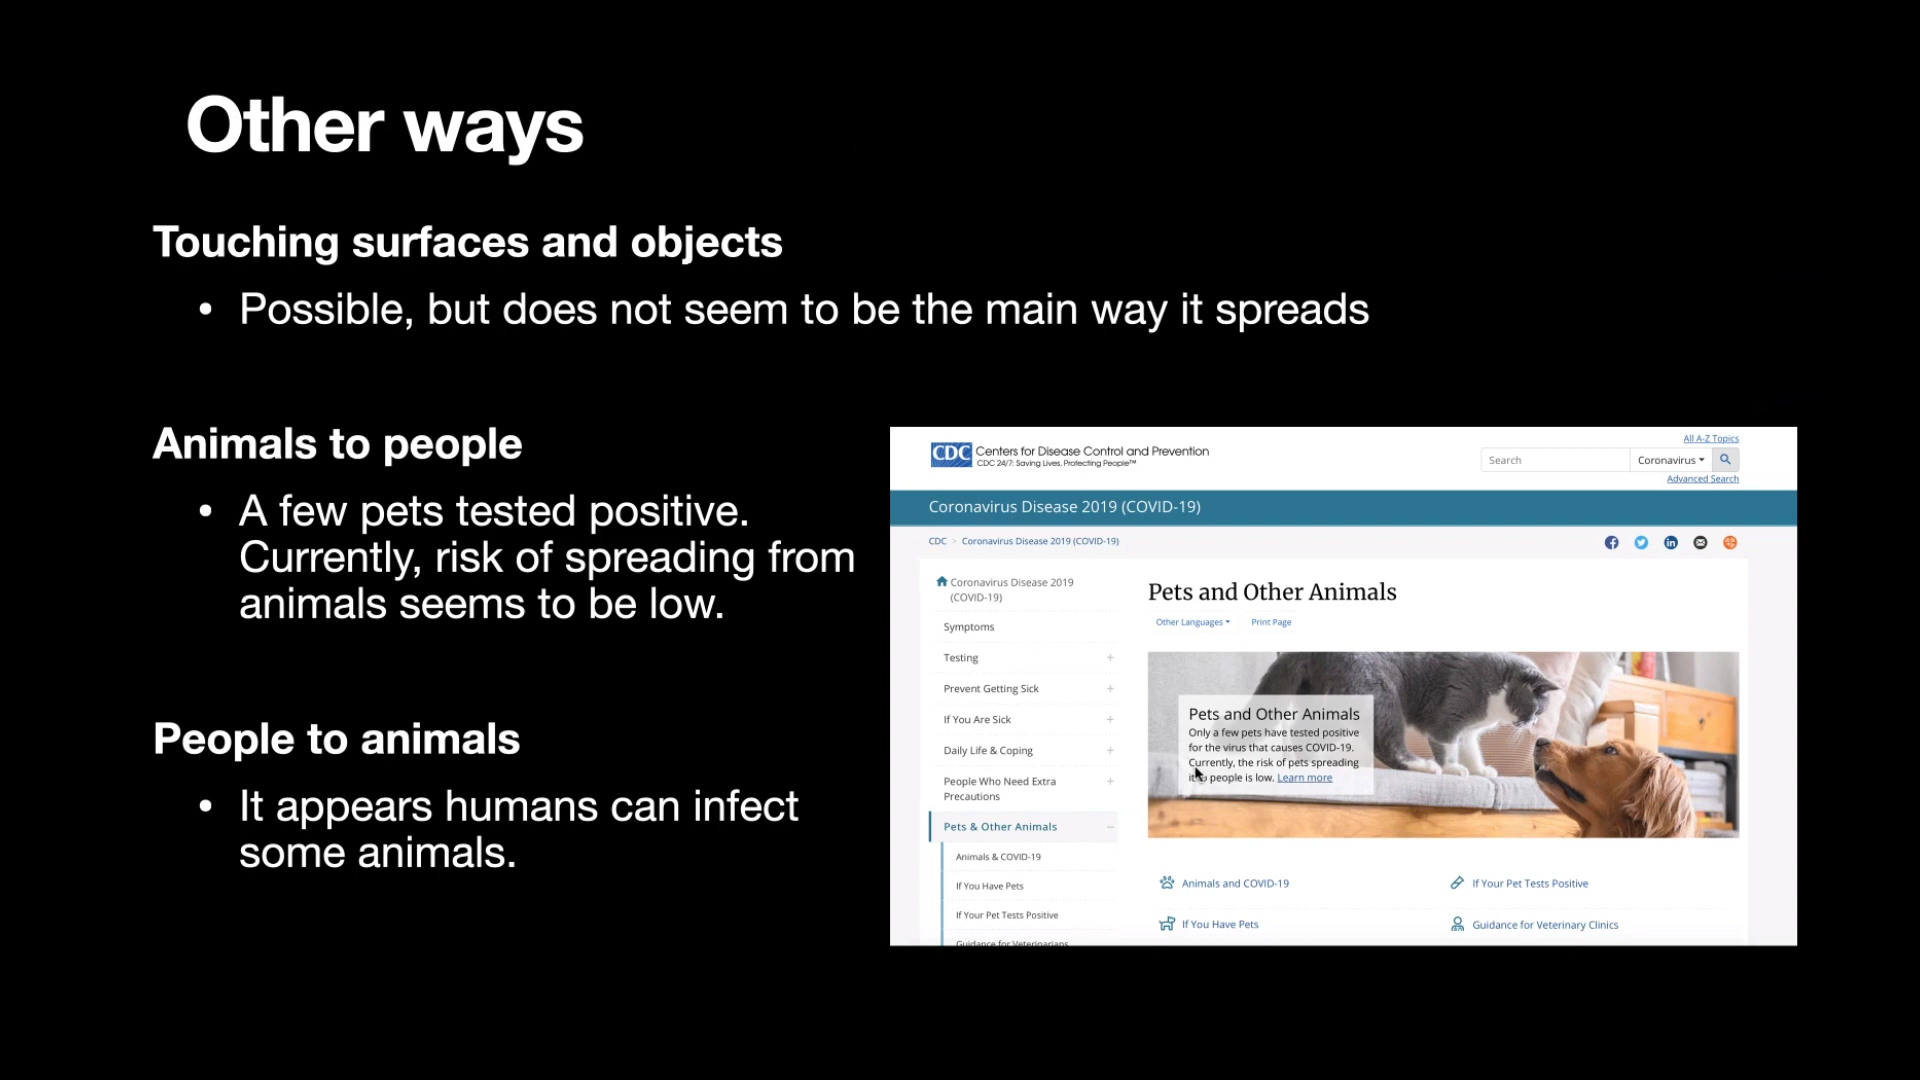 Other ways
Touching surfaces and objects
• Possible, but does not seem to be the main way it spreads
Animals to people
• A few pets tested positive.
Currently, risk of spreading from
animals seems to be low.
People to animals
• It appears humans can infect
some animals.
All A-Z Topics
CDC Centers for Disease Control and Prevention
CDC 24/7: Saving Lives, Protecting People™
Search
Coronavirus
Advanced Search
Coronavirus Disease 2019 (COVID-19)
CDC > Coronavirus Disease 2019 (COVID-19)
Coronavirus Disease 2019
(COVID-19)
Symptoms
Testing +
Prevent Getting Sick +
If You Are Sick +
Daily Life & Coping +
People Who Need Extra +
Precautions
Pets & Other Animals −
Animals & COVID-19
If You Have Pets
If Your Pet Tests Positive
Guidance for Veterinarians
Pets and Other Animals
Other Languages
Print Page
Pets and Other Animals
Only a few pets have tested positive
for the virus that causes COVID-19.
Currently, the risk of pets spreading
it to people is low. Learn more
Animals and COVID-19
If Your Pet Tests Positive
If You Have Pets
Guidance for Veterinary Clinics